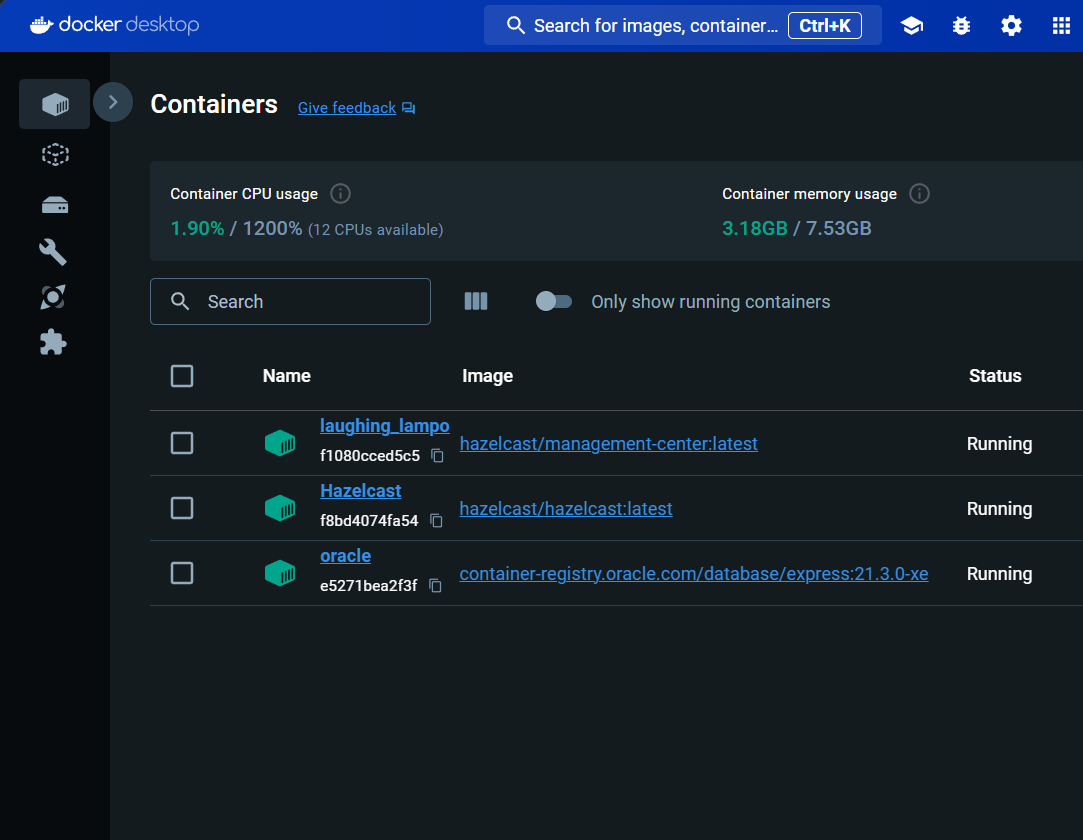 docker desktop
Search for images, container... Ctrl+K
Containers Give feedback
Container CPU usage
1.90% / 1200% (12 CPUs available)
Container memory usage
3.18GB / 7.53GB
Search
Only show running containers
Name Image Status
laughing_lampo
f1080cced5c5
hazelcast/management-center:latest
Running
Hazelcast
f8bd4074fa54
hazelcast/hazelcast:latest
Running
oracle
e5271bea2f3f
container-registry.oracle.com/database/express:21.3.0-xe
Running